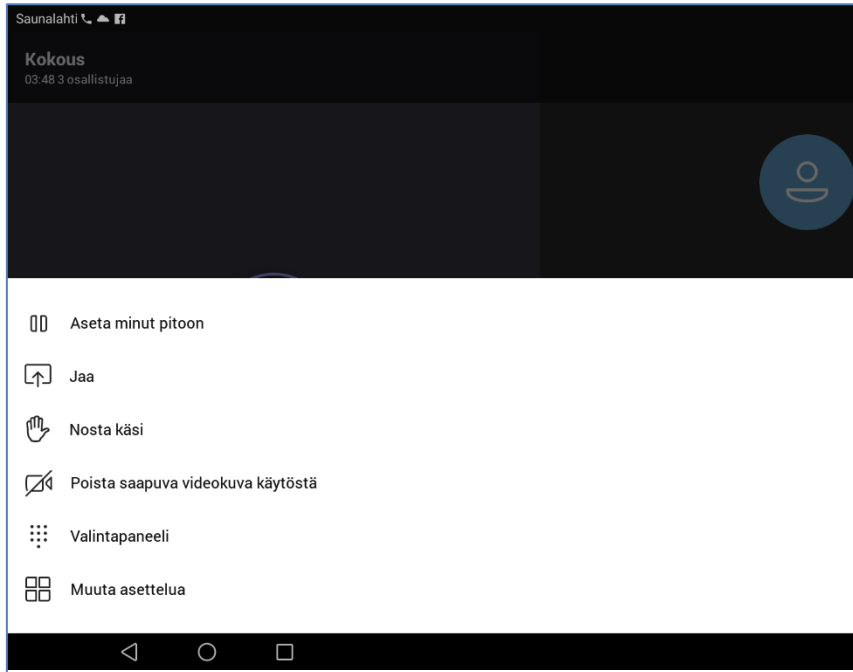 Saunalahti
Kokous
03:48 3 osallistujaa
Aseta minut pitoon
Jaa
Nosta käsi
Poista saapuva videokuva käytöstä
Valintapaneeli
Muuta asettelua